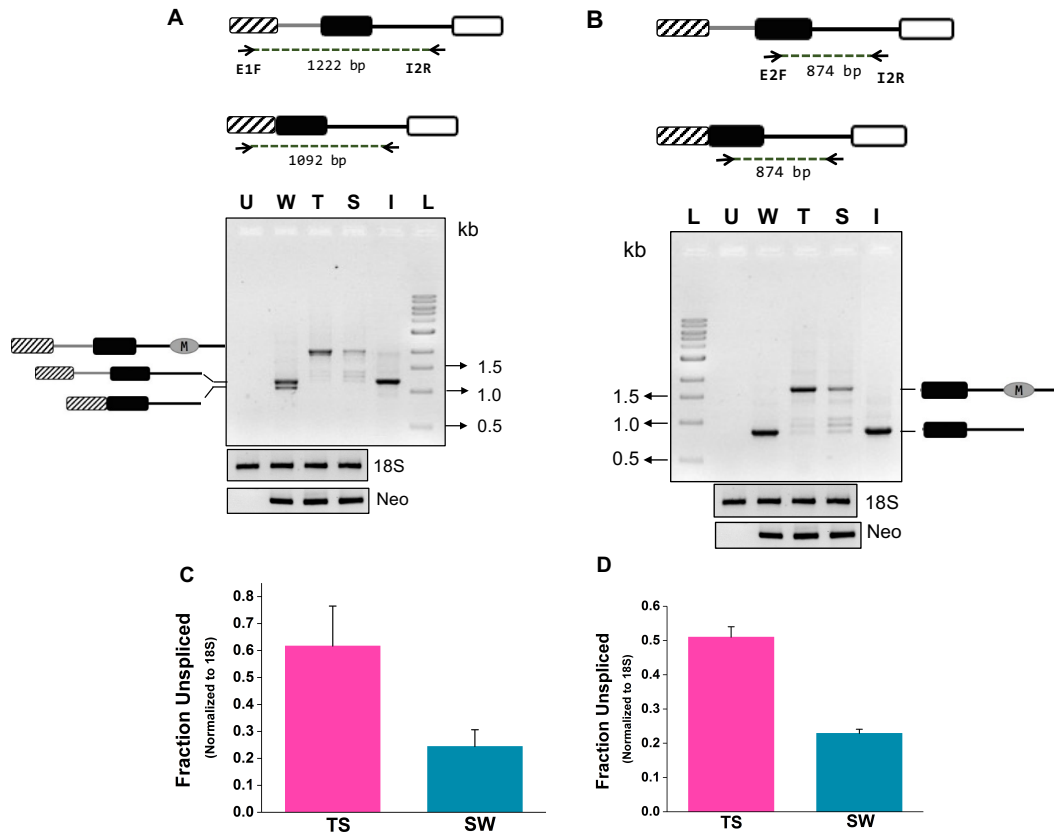 A
E1F
1222 bp
I2R
1092 bp
U W T S I L
kb
M
1.5
1.0
0.5
18S
Neo
B
E2F
874 bp
I2R
874 bp
L U W T S I
kb
1.5
1.0
0.5
M
18S
Neo
C
Fraction Unspliced
(Normalized to 18S)
0.8
0.7
0.6
0.5
0.4
0.3
0.2
0.1
0.0
TS SW
D
Fraction Unspliced
(Normalized to 18S)
0.6
0.5
0.4
0.3
0.2
0.1
0.0
TS SW